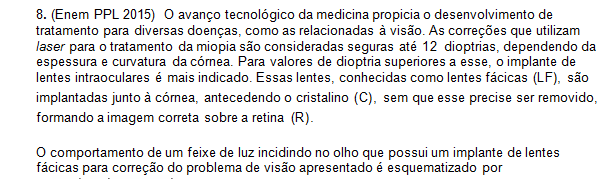 8. (Enem PPL 2015) O avanço tecnológico da medicina propicia o desenvolvimento de
tratamento para diversas doenças, como as relacionadas à visão. As correções que utilizam
laser para o tratamento da miopia são consideradas seguras até 12 dioptrias, dependendo da
espessura e curvatura da córnea. Para valores de dioptria superiores a esse, o implante de
lentes intraoculares é mais indicado. Essas lentes, conhecidas como lentes fácicas (LF), são
implantadas junto à córnea, antecedendo o cristalino (C), sem que esse precise ser removido,
formando a imagem correta sobre a retina (R).
O comportamento de um feixe de luz incidindo no olho que possui um implante de lentes
fácicas para correção do problema de visão apresentado é esquematizado por